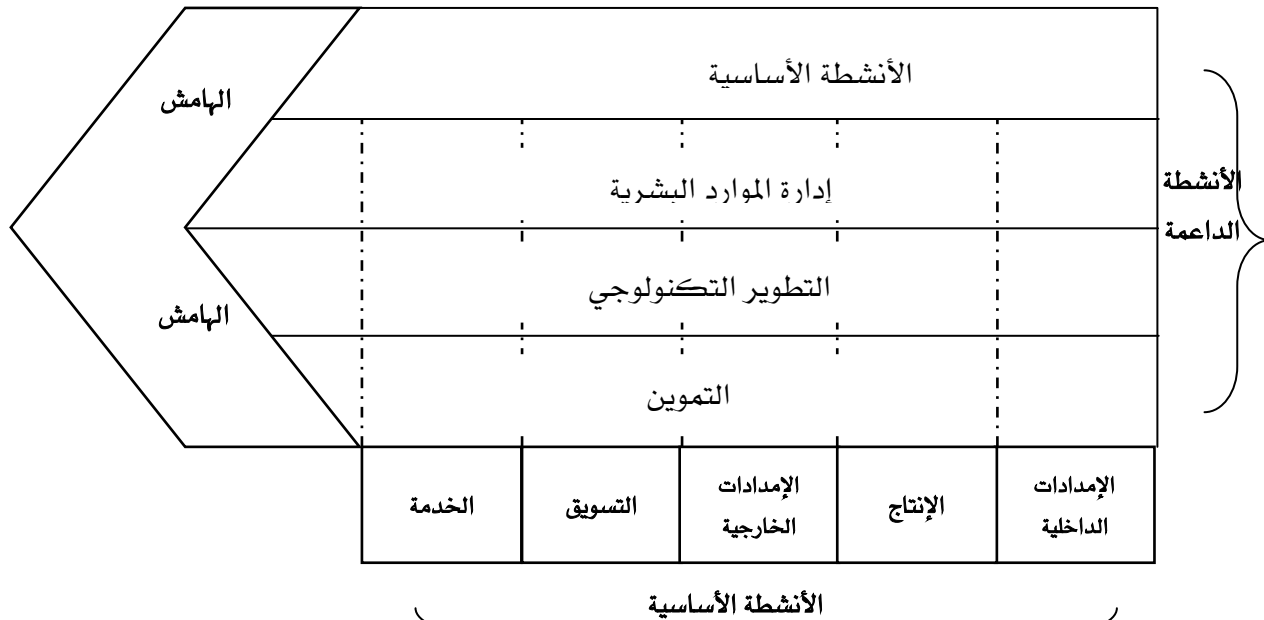 الأنشطة الأساسية
الهامش
إدارة الموارد البشرية
الأنشطة
الداعمة
التطوير التكنولوجي
الهامش
التموين
الإمدادات
الداخلية
الإنتاج
الإمدادات
الخارجية
التسويق
الخدمة
الأنشطة الأساسية